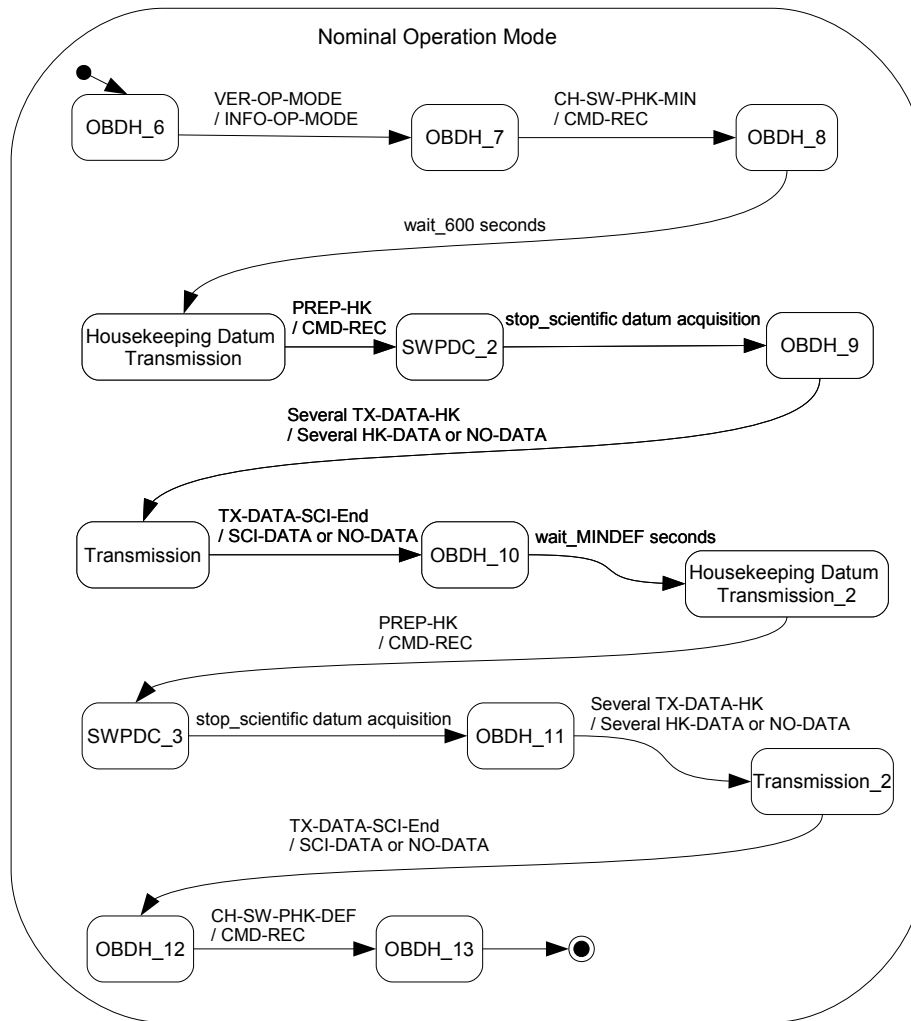 Nominal Operation Mode
OBDH_6
VER-OP-MODE
/ INFO-OP-MODE
OBDH_7
CH-SW-PHK-MIN
/ CMD-REC
OBDH_8
wait_600 seconds
Housekeeping Datum
Transmission
PREP-HK
/ CMD-REC
SWPDC_2
stop_scientific datum acquisition
OBDH_9
Several TX-DATA-HK
/ Several HK-DATA or NO-DATA
Transmission
TX-DATA-SCI-End
/ SCI-DATA or NO-DATA
OBDH_10
wait_MINDEF seconds
Housekeeping Datum
Transmission_2
PREP-HK
/ CMD-REC
SWPDC_3
stop_scientific datum acquisition
OBDH_11
Several TX-DATA-HK
/ Several HK-DATA or NO-DATA
Transmission_2
TX-DATA-SCI-End
/ SCI-DATA or NO-DATA
OBDH_12
CH-SW-PHK-DEF
/ CMD-REC
OBDH_13